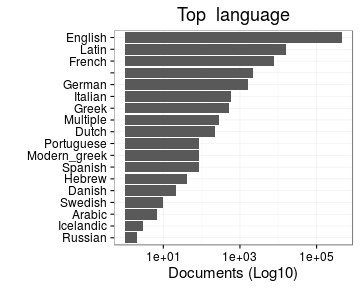 Top language
English
Latin
French
German
Italian
Greek
Multiple
Dutch
Portuguese
Modern_greek
Spanish
Hebrew
Danish
Swedish
Arabic
Icelandic
Russian
1e+01 1e+03 1e+05
Documents (Log10)